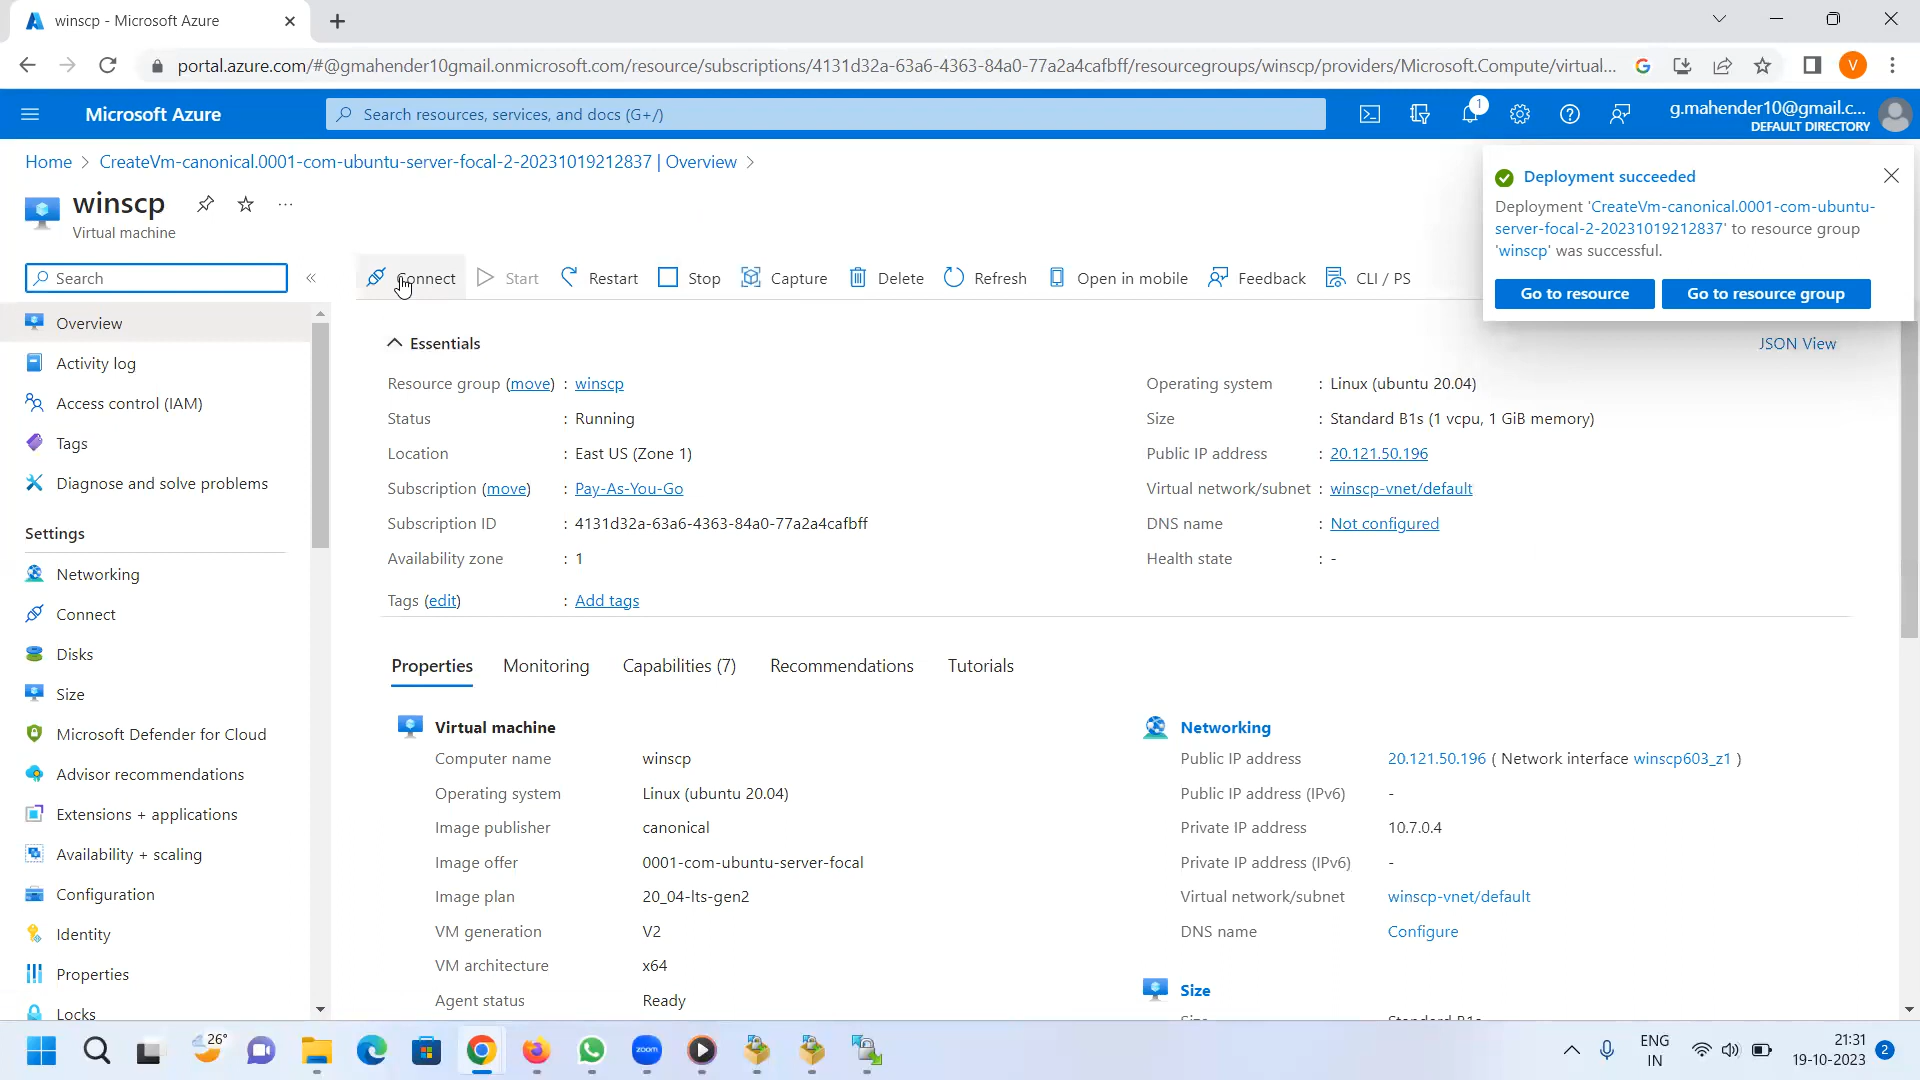 winscp - Microsoft Azure
portal.azure.com/#@gmahender10gmail.onmicrosoft.com/resource/subscriptions/4131d32a-63a6-4363-84a0-77a2a4cafbff/resourcegroups/winscp/providers/Microsoft.Compute/virtual...
V
Microsoft Azure
Search resources, services, and docs (G+/)
1
g.mahender10@gmail.c...
DEFAULT DIRECTORY
Home > CreateVm-canonical.0001-com-ubuntu-server-focal-2-20231019212837 | Overview >
winscp
Virtual machine
Deployment succeeded
Deployment 'CreateVm-canonical.0001-com-ubuntu-
server-focal-2-20231019212837' to resource group
'winscp' was successful.
Go to resource
Go to resource group
Search
Connect
Start
Restart
Stop
Capture
Delete
Refresh
Open in mobile
Feedback
CLI / PS
Overview
Activity log
Access control (IAM)
Tags
Diagnose and solve problems
Settings
Networking
Connect
Disks
Size
Microsoft Defender for Cloud
Advisor recommendations
Extensions + applications
Availability + scaling
Configuration
Identity
Properties
Locks
Essentials
JSON View
Resource group (move) : winscp
Status : Running
Location : East US (Zone 1)
Subscription (move) : Pay-As-You-Go
Subscription ID : 4131d32a-63a6-4363-84a0-77a2a4cafbff
Availability zone : 1
Tags (edit) : Add tags
Operating system : Linux (ubuntu 20.04)
Size : Standard B1s (1 vcpu, 1 GiB memory)
Public IP address : 20.121.50.196
Virtual network/subnet : winscp-vnet/default
DNS name : Not configured
Health state : -
Properties
Monitoring
Capabilities (7)
Recommendations
Tutorials
Virtual machine
Computer name winscp
Operating system Linux (ubuntu 20.04)
Image publisher canonical
Image offer 0001-com-ubuntu-server-focal
Image plan 20_04-lts-gen2
VM generation V2
VM architecture x64
Agent status Ready
Networking
Public IP address 20.121.50.196 ( Network interface winscp603_z1 )
Public IP address (IPv6) -
Private IP address 10.7.0.4
Private IP address (IPv6) -
Virtual network/subnet winscp-vnet/default
DNS name Configure
Size
Size Standard B1s
26°
zoom
ENG
IN
21:31
19-10-2023
2